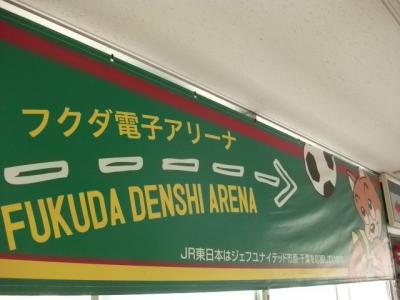 フクダ電子アリーナ
FUKUDA DENSHI ARENA
JR東日本はジェフユナイテッド市原・千葉を応援しています